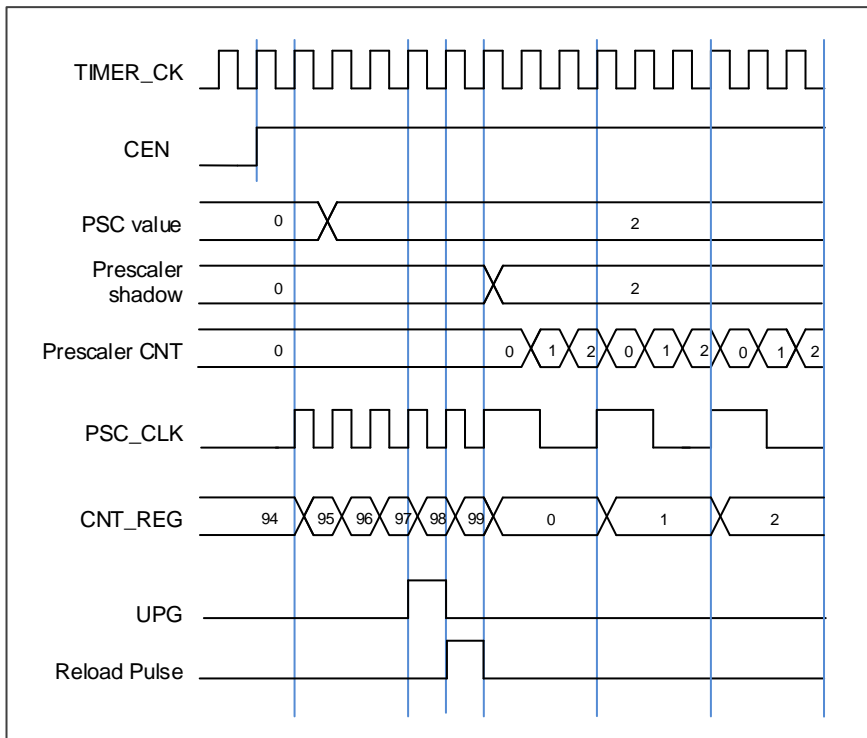 TIMER_CK
CEN
PSC value 0 2
Prescaler
shadow 0 2
Prescaler CNT 0 0 1 2 0 1 2 0 1 2
PSC_CLK
CNT_REG 94 95 96 97 98 99 0 1 2
UPG
Reload Pulse